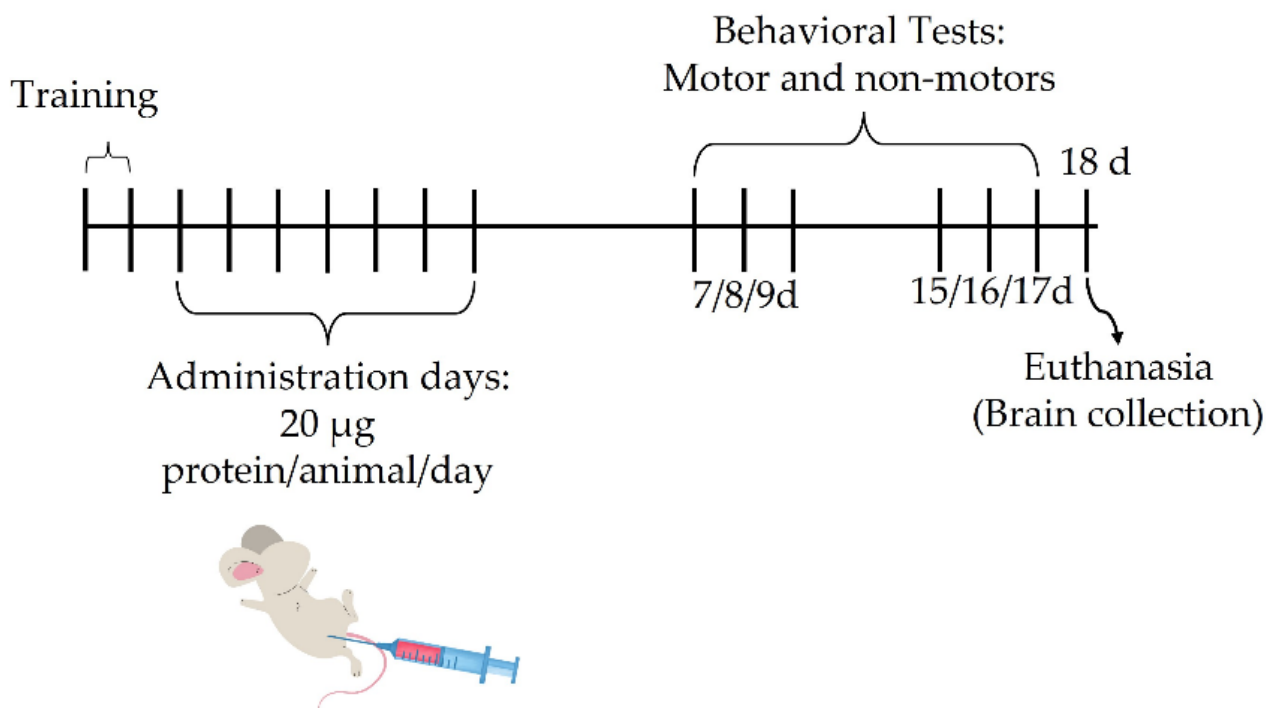 Behavioral Tests:
Motor and non-motors
Training
18 d
7/8/9d
15/16/17d
Administration days:
20 µg
protein/animal/day
Euthanasia
(Brain collection)